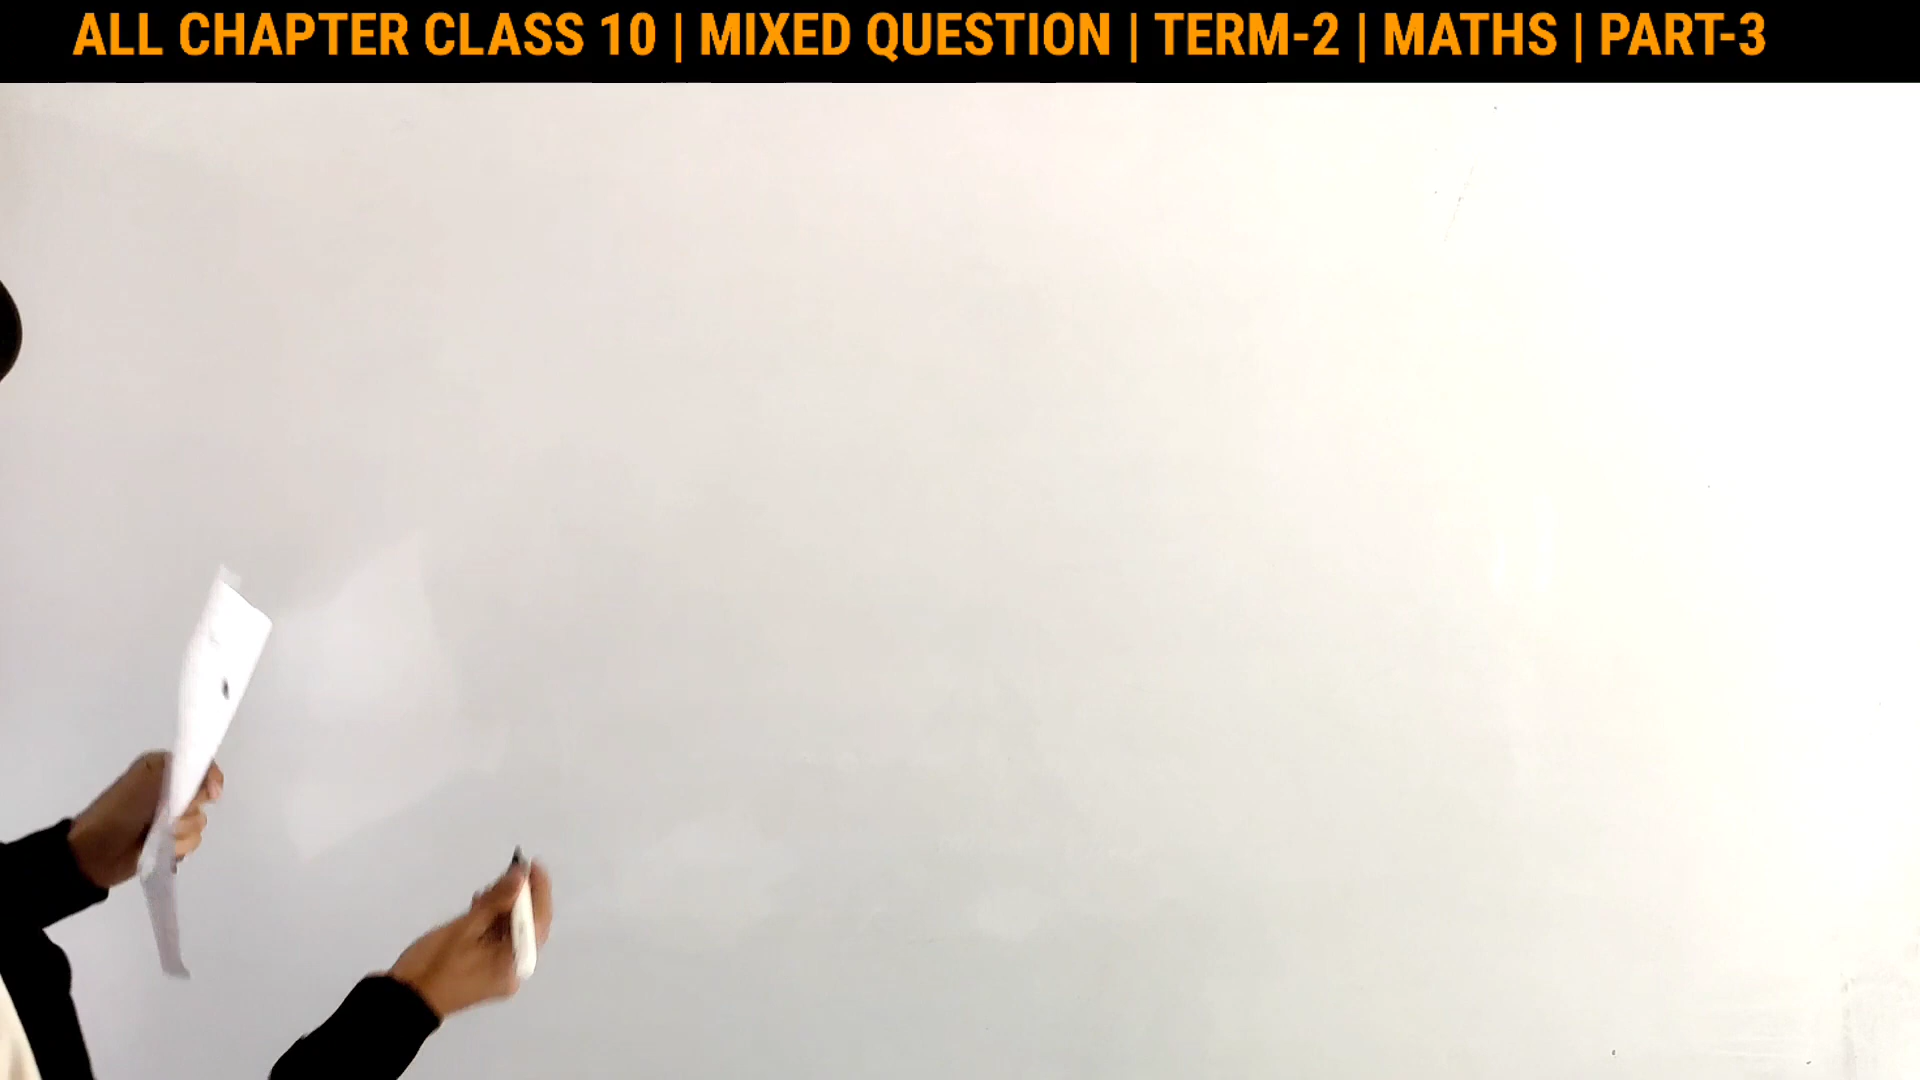 ALL CHAPTER CLASS 10 | MIXED QUESTION | TERM-2 | MATHS | PART-3